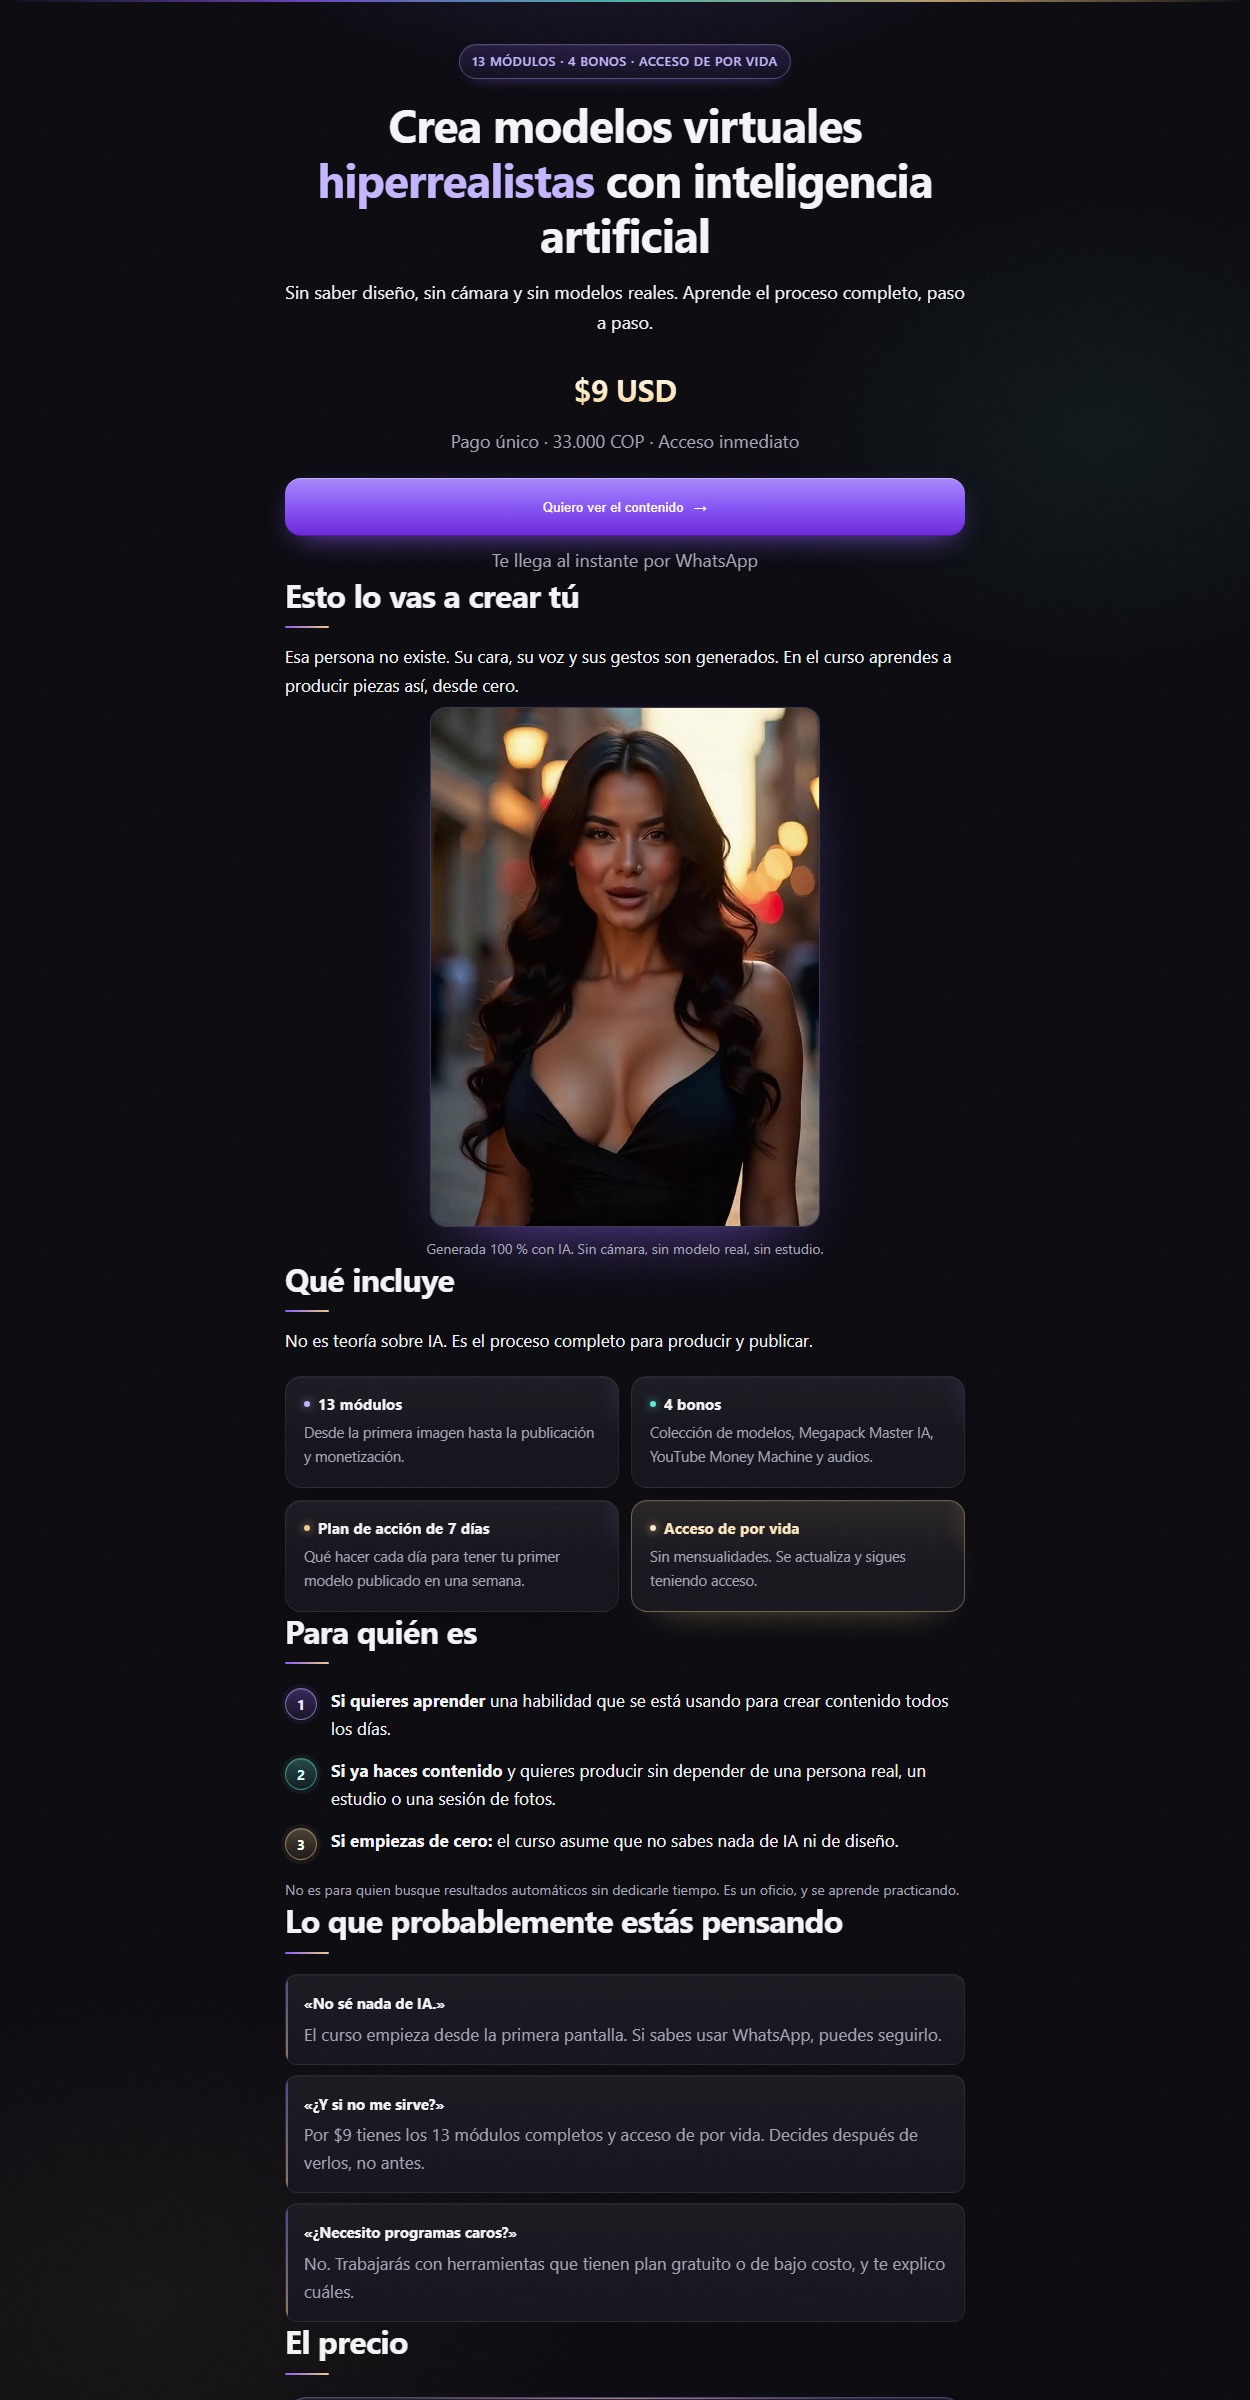 13 MÓDULOS · 4 BONOS · ACCESO DE POR VIDA
Crea modelos virtuales
hiperrealistas con inteligencia
artificial
Sin saber diseño, sin cámara y sin modelos reales. Aprende el proceso completo, paso
a paso.
$9 USD
Pago único · 33.000 COP · Acceso inmediato
Quiero ver el contenido →
Te llega al instante por WhatsApp
Esto lo vas a crear tú
Esa persona no existe. Su cara, su voz y sus gestos son generados. En el curso aprendes a
producir piezas así, desde cero.
Generada 100 % con IA. Sin cámara, sin modelo real, sin estudio.
Qué incluye
No es teoría sobre IA. Es el proceso completo para producir y publicar.
13 módulos
Desde la primera imagen hasta la publicación
y monetización.
4 bonos
Colección de modelos, Megapack Master IA,
YouTube Money Machine y audios.
Plan de acción de 7 días
Qué hacer cada día para tener tu primer
modelo publicado en una semana.
Acceso de por vida
Sin mensualidades. Se actualiza y sigues
teniendo acceso.
Para quién es
1 Si quieres aprender una habilidad que se está usando para crear contenido todos
los días.
2 Si ya haces contenido y quieres producir sin depender de una persona real, un
estudio o una sesión de fotos.
3 Si empiezas de cero: el curso asume que no sabes nada de IA ni de diseño.
No es para quien busque resultados automáticos sin dedicarle tiempo. Es un oficio, y se aprende practicando.
Lo que probablemente estás pensando
«No sé nada de IA.»
El curso empieza desde la primera pantalla. Si sabes usar WhatsApp, puedes seguirlo.
«¿Y si no me sirve?»
Por $9 tienes los 13 módulos completos y acceso de por vida. Decides después de
verlos, no antes.
«¿Necesito programas caros?»
No. Trabajarás con herramientas que tienen plan gratuito o de bajo costo, y te explico
cuáles.
El precio